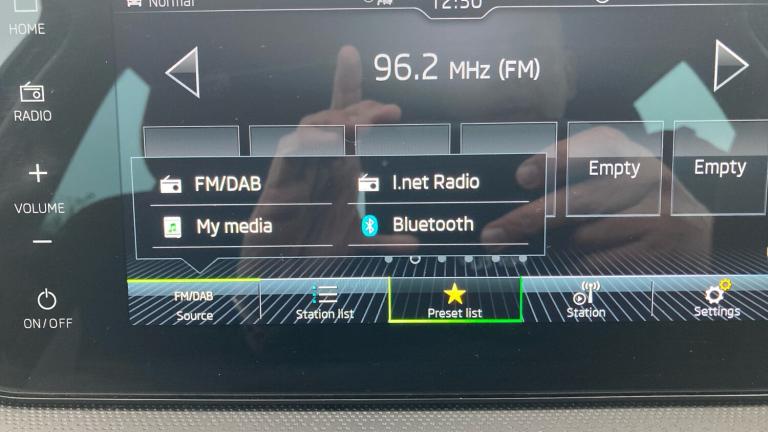 Normal
12:50
HOME
96.2 MHz (FM)
RADIO
Empty
Empty
FM/DAB
I.net Radio
VOLUME
My media
Bluetooth
FM/DAB
Source
Station list
Preset list
Station
Settings
ON/OFF